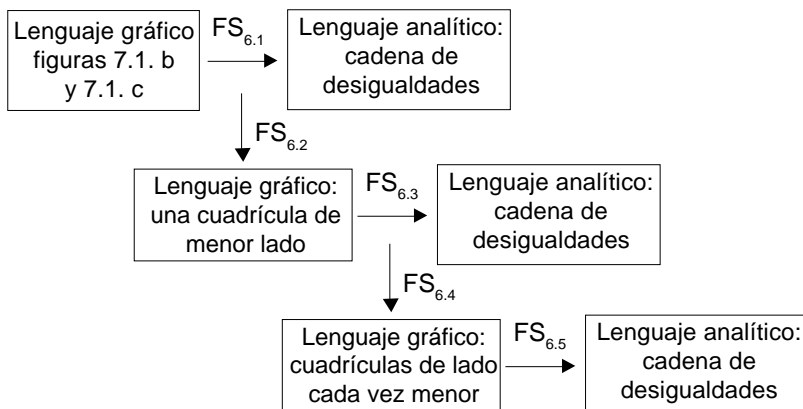 Lenguaje gráfico
figuras 7.1. b
y 7.1. c
FS6.1
Lenguaje analítico:
cadena de
desigualdades
FS6.2
Lenguaje gráfico:
una cuadrícula de
menor lado
FS6.3
Lenguaje analítico:
cadena de
desigualdades
FS6.4
Lenguaje gráfico:
cuadrículas de lado
cada vez menor
FS6.5
Lenguaje analítico:
cadena de
desigualdades